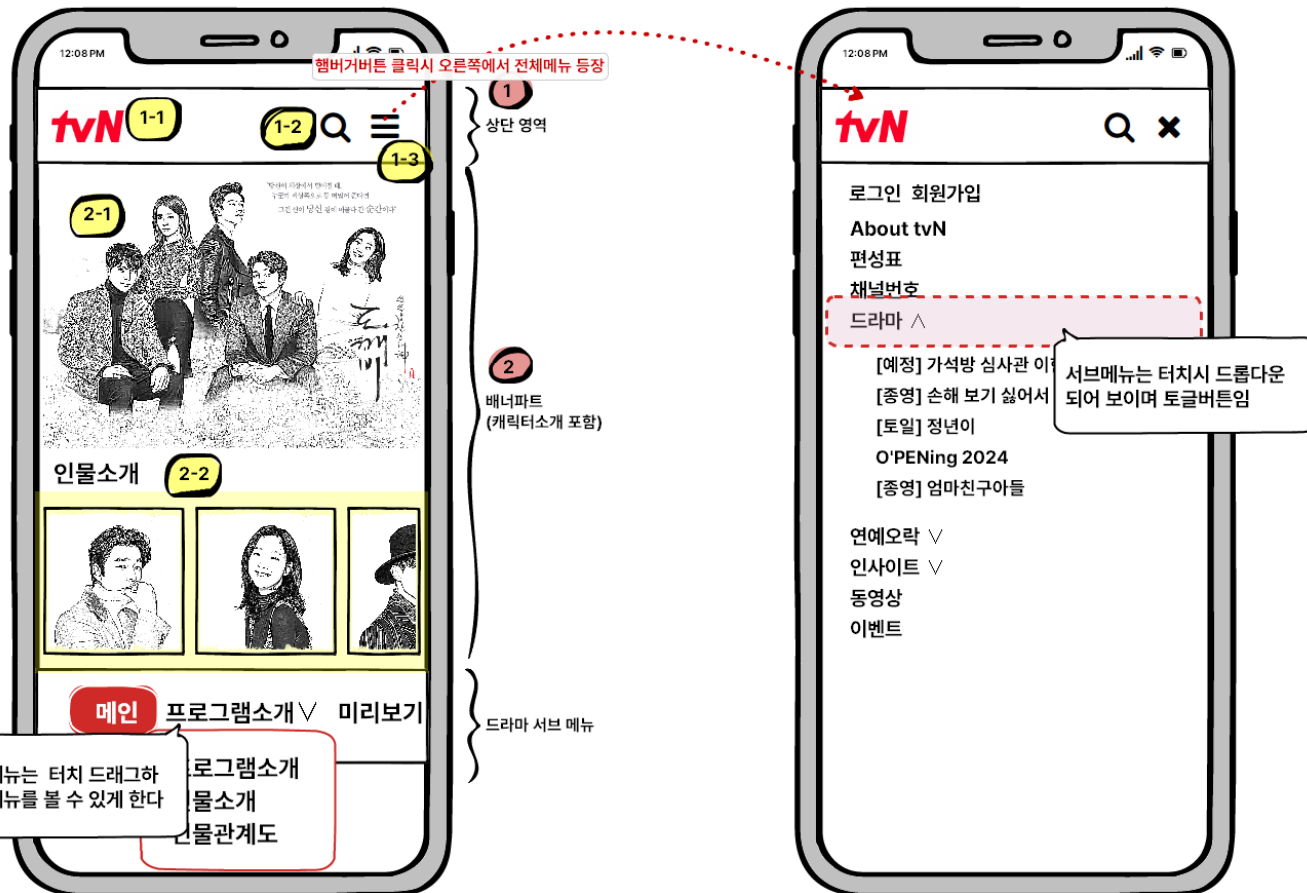 12:08 PM
햄버거버튼 클릭시 오른쪽에서 전체메뉴 등장
tvN
1-1
1-2
1-3
1
상단 영역
2-1
도깨비
2
배너파트
(캐릭터소개 포함)
인물소개
2-2
메인
프로그램소개 ∨
미리보기
드라마 서브 메뉴
뉴는 터치 드래그하
뉴를 볼 수 있게 한다
로그램소개
물소개
물관계도
12:08 PM
tvN
로그인 회원가입
About tvN
편성표
채널번호
드라마 ∧
[예정] 가석방 심사관 이
[종영] 손해 보기 싫어서
[토일] 정년이
O'PENing 2024
[종영] 엄마친구아들
서브메뉴는 터치시 드롭다운
되어 보이며 토글버튼임
연예오락 ∨
인사이트 ∨
동영상
이벤트